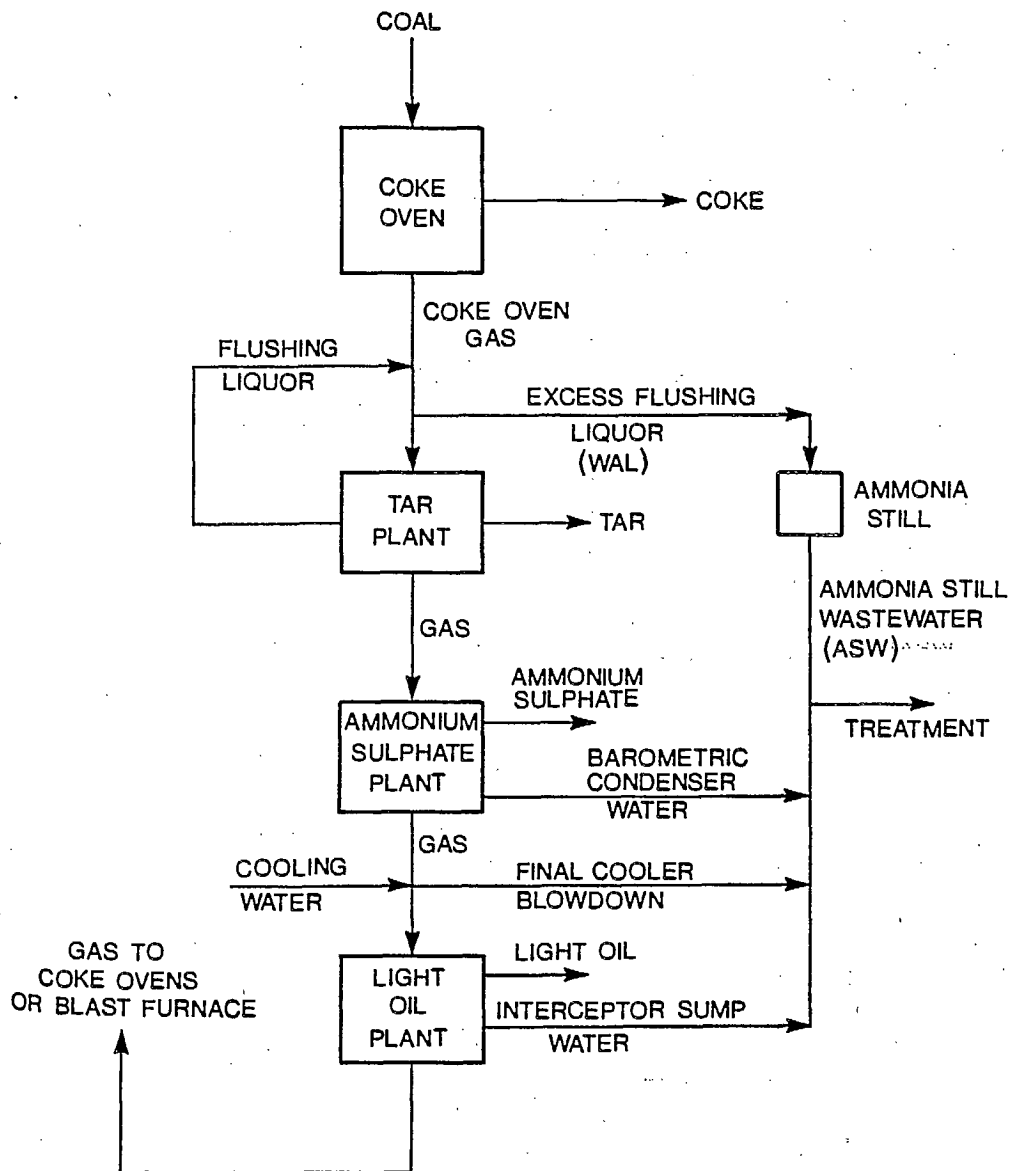 COAL
COKE
OVEN
COKE
COKE OVEN
GAS
FLUSHING
LIQUOR
EXCESS FLUSHING
LIQUOR
(WAL)
TAR
PLANT
TAR
AMMONIA
STILL
AMMONIA STILL
WASTEWATER
(ASW)
GAS
AMMONIUM
SULPHATE
AMMONIUM
SULPHATE
PLANT
TREATMENT
BAROMETRIC
CONDENSER
WATER
GAS
COOLING
WATER
FINAL COOLER
BLOWDOWN
GAS TO
COKE OVENS
OR BLAST FURNACE
LIGHT
OIL
PLANT
LIGHT OIL
INTERCEPTOR SUMP
WATER